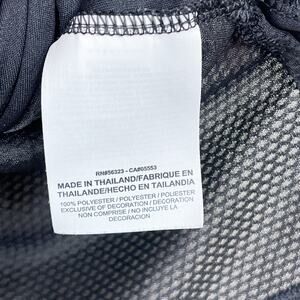 RN#56323 - CA#05553
MADE IN THAILAND/FABRIQUE EN
THAILANDE/HECHO EN TAILANDIA
100% POLYESTER / POLYESTER / POLIESTER
EXCLUSIVE OF DECORATION / DECORATION
NON COMPRISE / NO INCLUYE LA
DECORACION